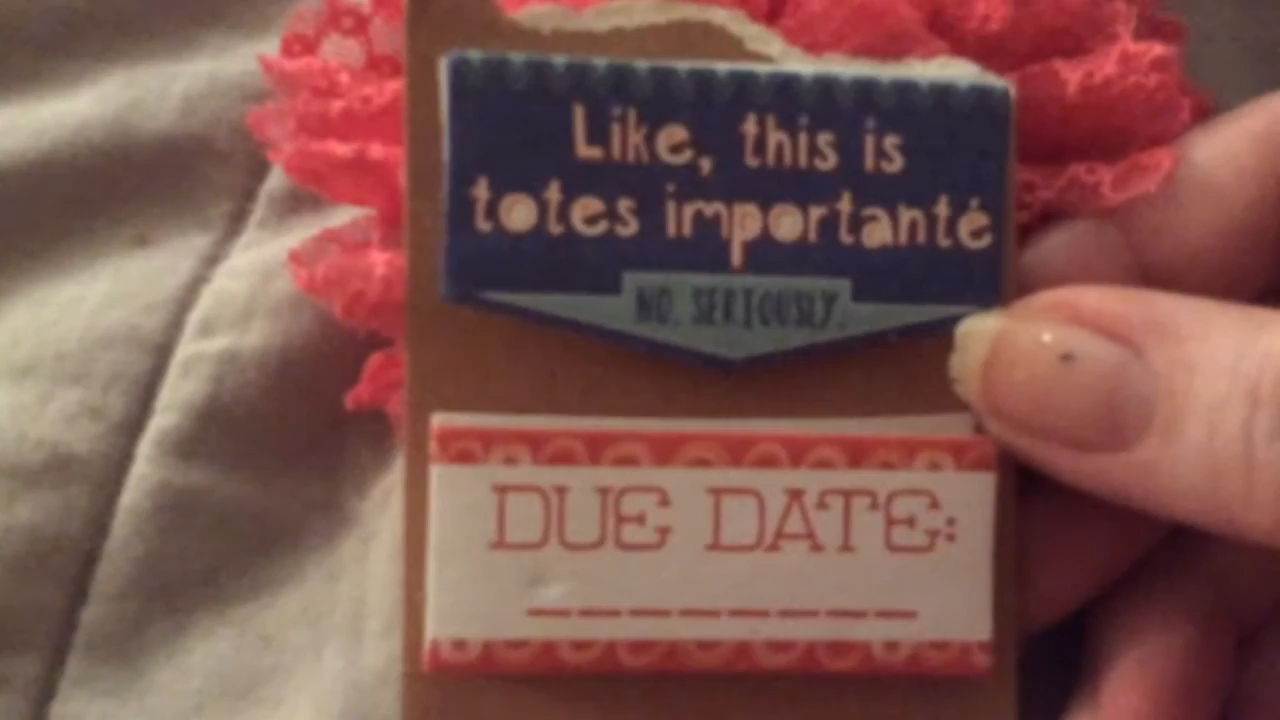 Like, this is
totes importanté
NO, SERIOUSLY.
DUE DATE: